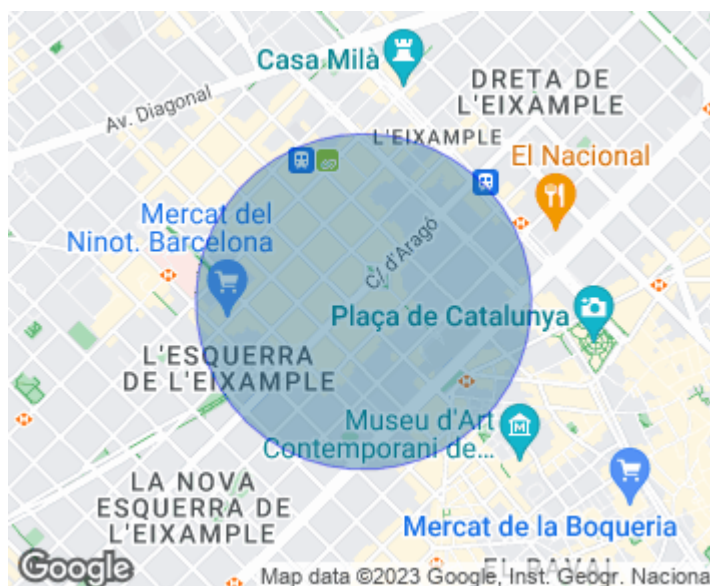 Casa Milà
DRETA DE
L'EIXAMPLE
Av. Diagonal
L'EIXAMPLE
El Nacional
Mercat del
Ninot. Barcelona
C/ d'Aragó
Plaça de Catalunya
L'ESQUERRA
DE L'EIXAMPLE
Museu d'Art
Contemporani de...
LA NOVA
ESQUERRA DE
L'EIXAMPLE
Mercat de la Boqueria
EL RAVAL
Google
Map data ©2023 Google, Inst. Geogr. Naciona